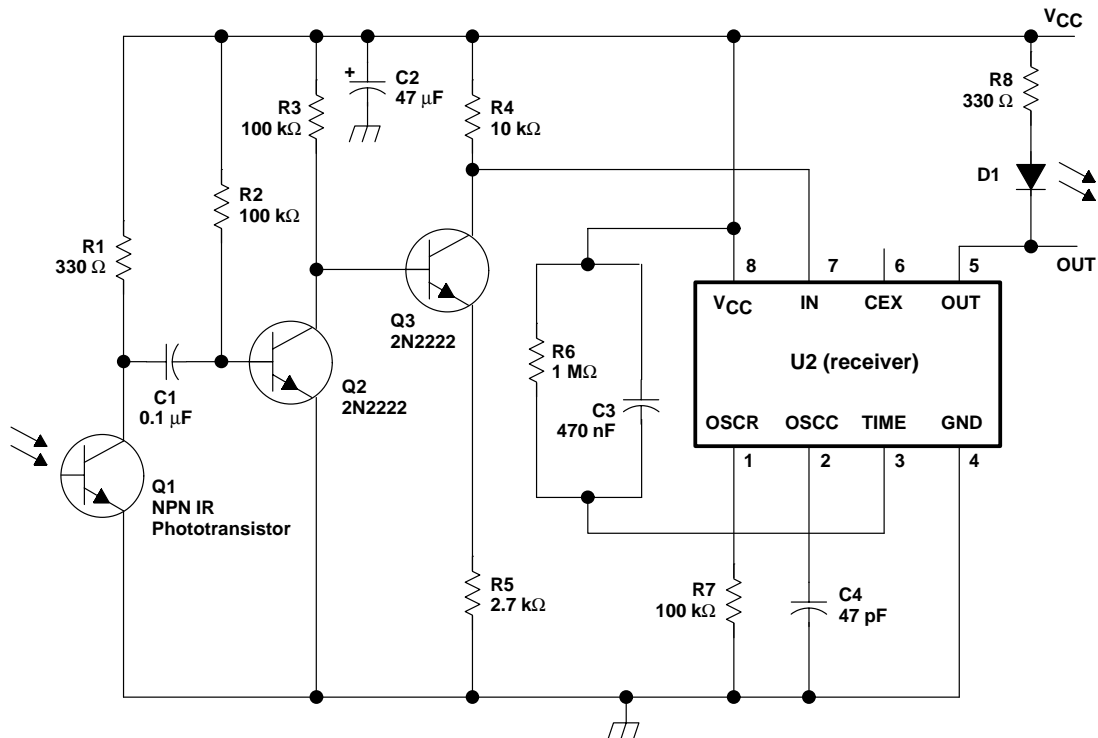 VCC
R8
330 Ω
C2
47 μF
+
R3
100 kΩ
R4
10 kΩ
D1
R2
100 kΩ
R1
330 Ω
OUT
8 7 6 5
VCC IN CEX OUT
Q3
2N2222
U2 (receiver)
R6
1 MΩ
Q2
2N2222
C1
0.1 μF
C3
470 nF
OSCR OSCC TIME GND
1 2 3 4
Q1
NPN IR
Phototransistor
R5
2.7 kΩ
R7
100 kΩ
C4
47 pF